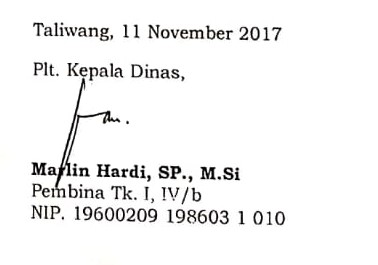 Taliwang, 11 November 2017
Plt. Kepala Dinas,
Marlin Hardi, SP., M.Si
Pembina Tk. I, IV/b
NIP. 19600209 198603 1 010